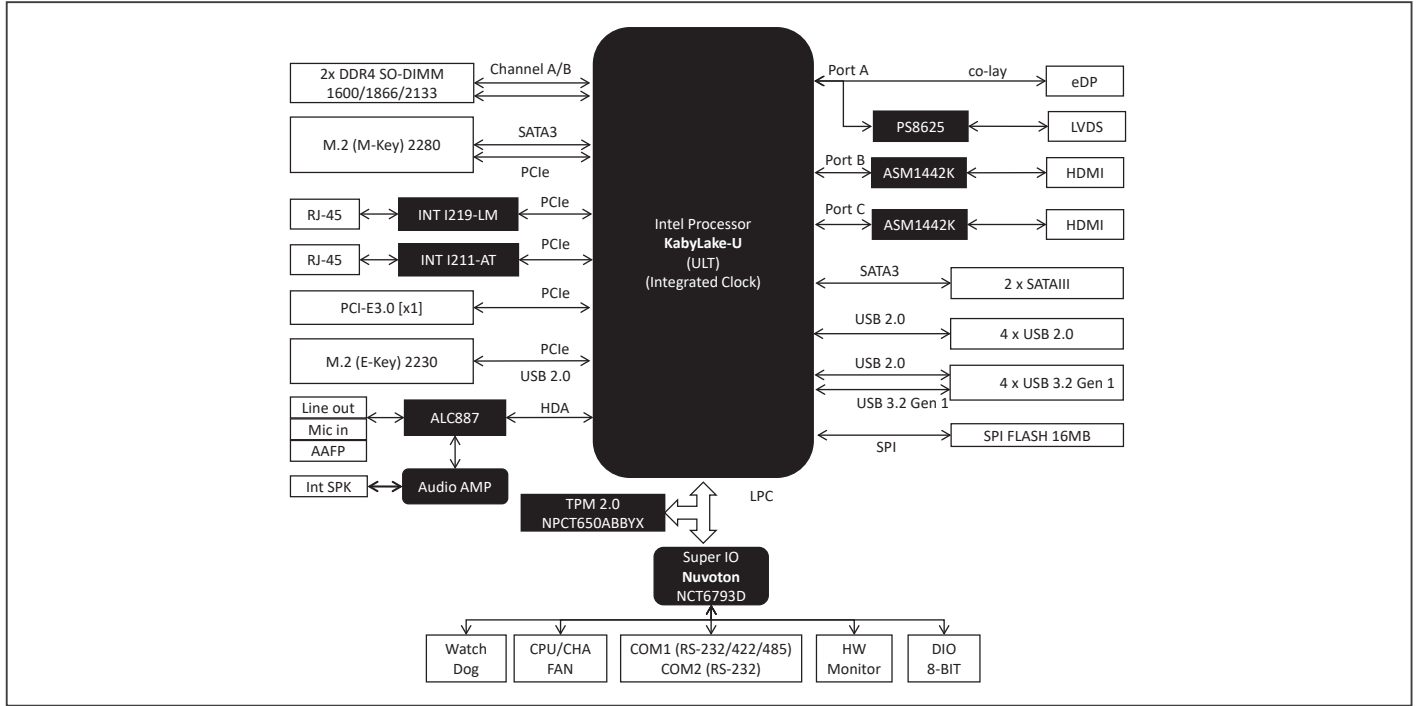 2x DDR4 SO-DIMM
1600/1866/2133
Channel A/B
M.2 (M-Key) 2280
SATA3
PCIe
RJ-45
INT I219-LM
PCIe
RJ-45
INT I211-AT
PCIe
PCI-E3.0 [x1]
PCIe
M.2 (E-Key) 2230
PCIe
USB 2.0
Line out
Mic in
AAFP
ALC887
HDA
Int SPK
Audio AMP
Intel Processor
KabyLake-U
(ULT)
(Integrated Clock)
Port A
co-lay
eDP
PS8625
LVDS
Port B
ASM1442K
HDMI
Port C
ASM1442K
HDMI
SATA3
2 x SATAIII
USB 2.0
4 x USB 2.0
USB 2.0
4 x USB 3.2 Gen 1
USB 3.2 Gen 1
SPI FLASH 16MB
SPI
LPC
TPM 2.0
NPCT650ABBYX
Super IO
Nuvoton
NCT6793D
Watch
Dog
CPU/CHA
FAN
COM1 (RS-232/422/485)
COM2 (RS-232)
HW
Monitor
DIO
8-BIT